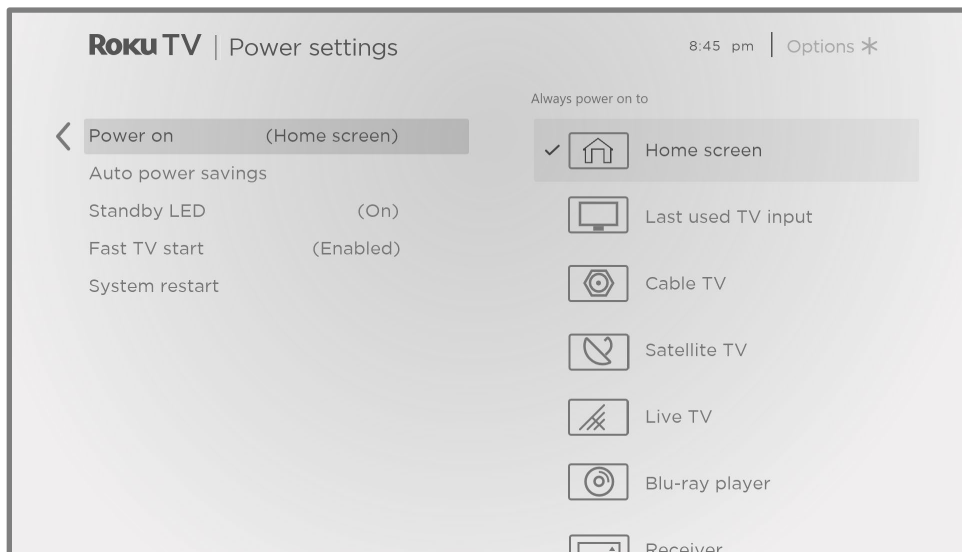 Roku TV | Power settings
8:45 pm | Options *
Always power on to
Power on (Home screen)
Auto power savings
Standby LED (On)
Fast TV start (Enabled)
System restart
Home screen
Last used TV input
Cable TV
Satellite TV
Live TV
Blu-ray player
Receiver